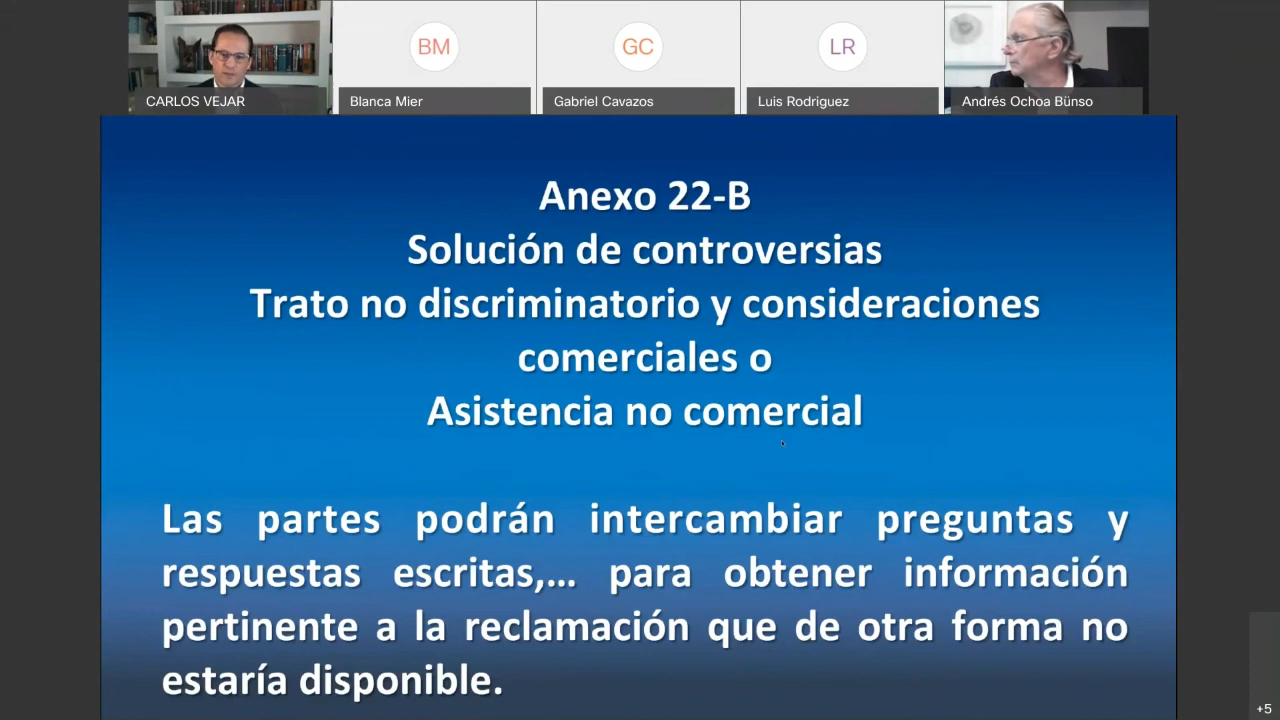 BM
GC
LR
CARLOS VEJAR
Blanca Mier
Gabriel Cavazos
Luis Rodriguez
Andrés Ochoa Bünso
Anexo 22-B
Solución de controversias
Trato no discriminatorio y consideraciones
comerciales o
Asistencia no comercial
Las partes podrán intercambiar preguntas y
respuestas escritas,... para obtener información
pertinente a la reclamación que de otra forma no
estaría disponible.
+5